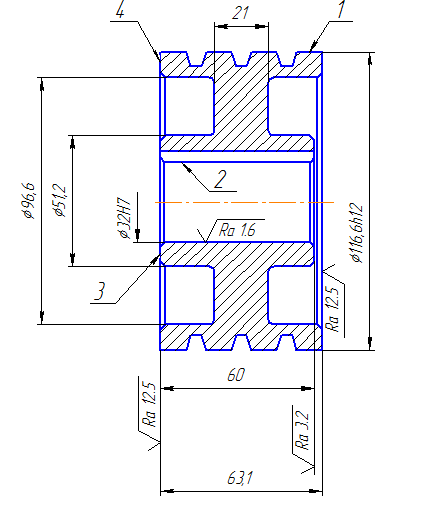 4
21
1
2
Ra 1.6
3
ø96,6
ø51,2
ø32H7
ø116,6h12
Ra 12.5
60
Ra 12.5
Ra 3.2
63,1